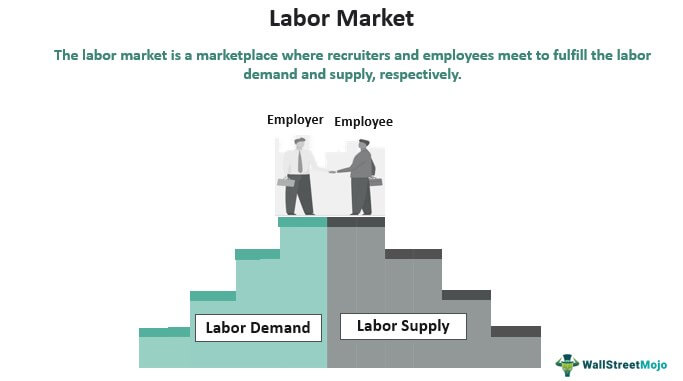 Labor Market
The labor market is a marketplace where recruiters and employees meet to fulfill the labor
demand and supply, respectively.
Employer Employee
Labor Demand Labor Supply
WallStreetMojo